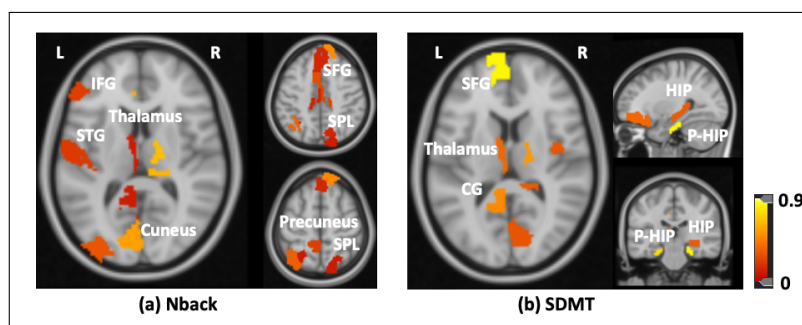 L
R
IFG
Thalamus
STG
Cuneus
SFG
SPL
Precuneus
SPL
(a) Nback
L
R
SFG
Thalamus
CG
HIP
P-HIP
P-HIP
HIP
(b) SDMT
0.9
0